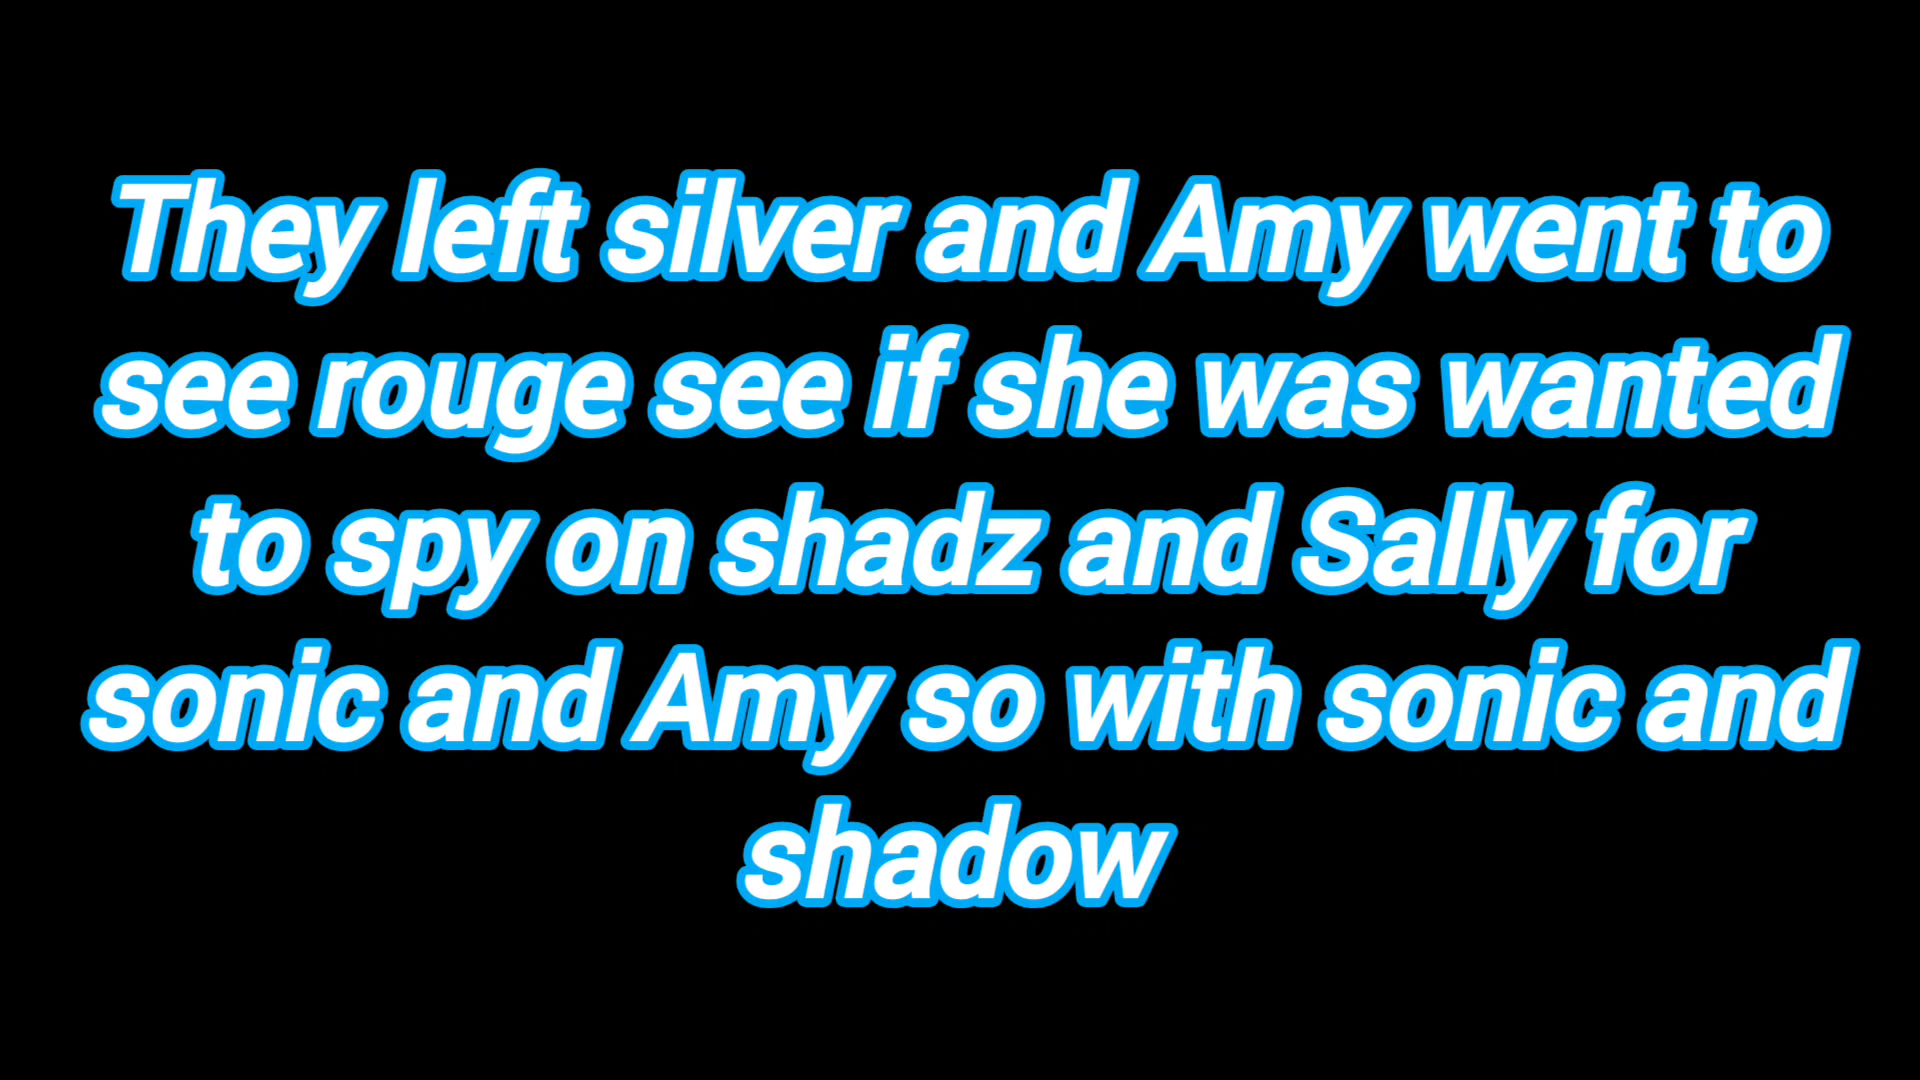 They left silver and Amy went to
see rouge see if she was wanted
to spy on shadz and Sally for
sonic and Amy so with sonic and
shadow